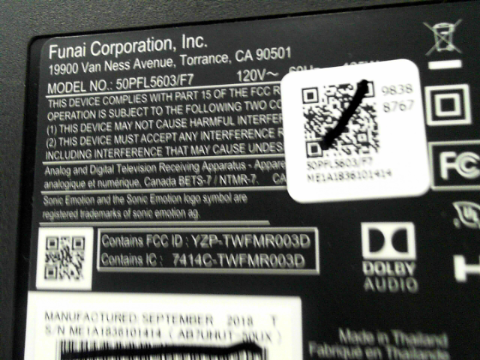 Funai Corporation, Inc.
19900 Van Ness Avenue, Torrance, CA 90501
MODEL NO.: 50PFL5603/F7 120V~
THIS DEVICE COMPLIES WITH PART 15 OF THE FCC
OPERATION IS SUBJECT TO THE FOLLOWING TWO
(1) THIS DEVICE MAY NOT CAUSE HARMFUL
(2) THIS DEVICE MUST ACCEPT ANY INTERFERENCE
INCLUDING INTERFERENCE THAT MAY CAUSE
Analog and Digital Television Receiving Apparatus -
analogique et numérique, Canada BETS-7 / NTMR-7.
Sonic Emotion and the Sonic Emotion logo symbol are
registered trademarks of sonic emotion ag.
9838
8767
50PFL5603/F7
ME1A1836101414
FC
Contains FCC ID : YZP-TWFMR003D
Contains IC : 7414C-TWFMR003D
DOLBY
AUDIO
MANUFACTURED SEPTEMBER 2018 T
S/N ME1A1836101414
Made in Thailand
Fabriqué en